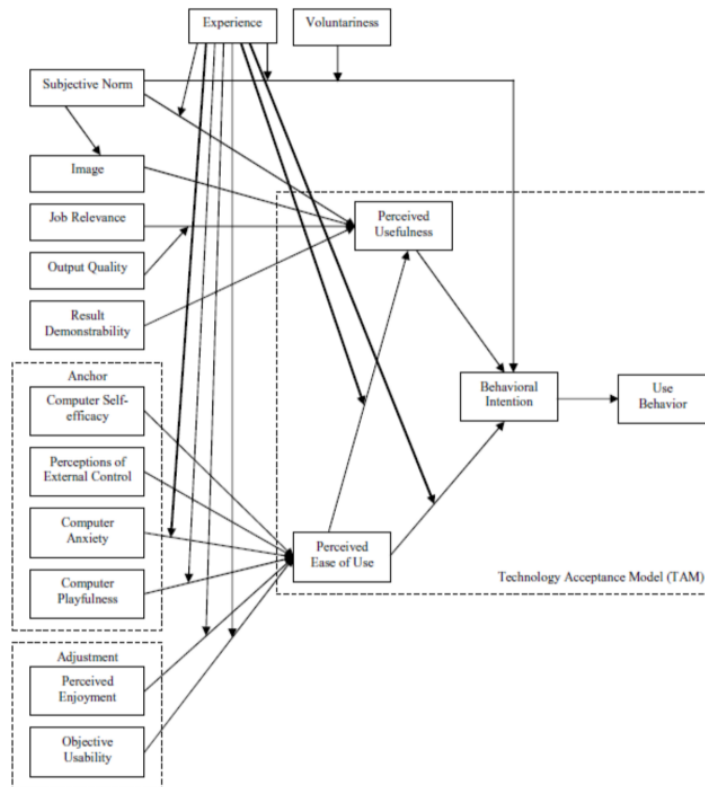 Experience
Voluntariness
Subjective Norm
Image
Job Relevance
Output Quality
Result
Demonstrability
Perceived
Usefulness
Anchor
Computer Self-
efficacy
Perceptions of
External Control
Computer
Anxiety
Computer
Playfulness
Behavioral
Intention
Use
Behavior
Perceived
Ease of Use
Technology Acceptance Model (TAM)
Adjustment
Perceived
Enjoyment
Objective
Usability